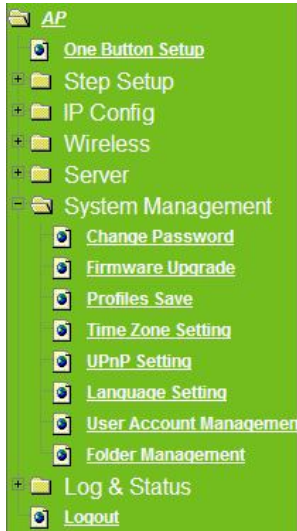 AP
One Button Setup
Step Setup
IP Config
Wireless
Server
System Management
Change Password
Firmware Upgrade
Profiles Save
Time Zone Setting
UPnP Setting
Language Setting
User Account Managemen
Folder Management
Log & Status
Logout